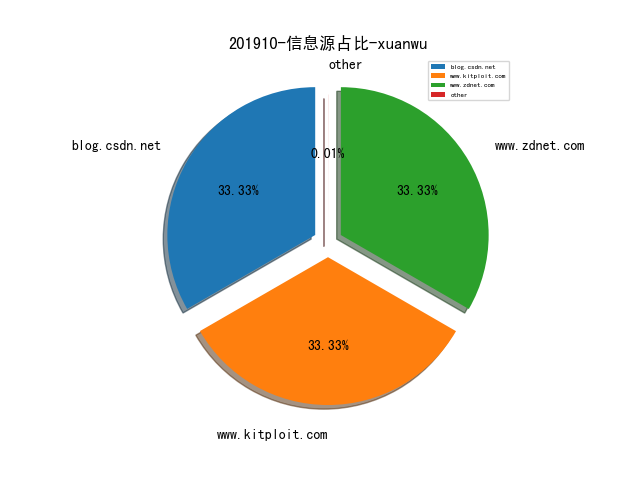 201910-信息源占比-xuanwu
other
blog.csdn.net
www.kitploit.com
www.zdnet.com
other
blog.csdn.net
www.zdnet.com
0.01%
33.33%
33.33%
33.33%
www.kitploit.com